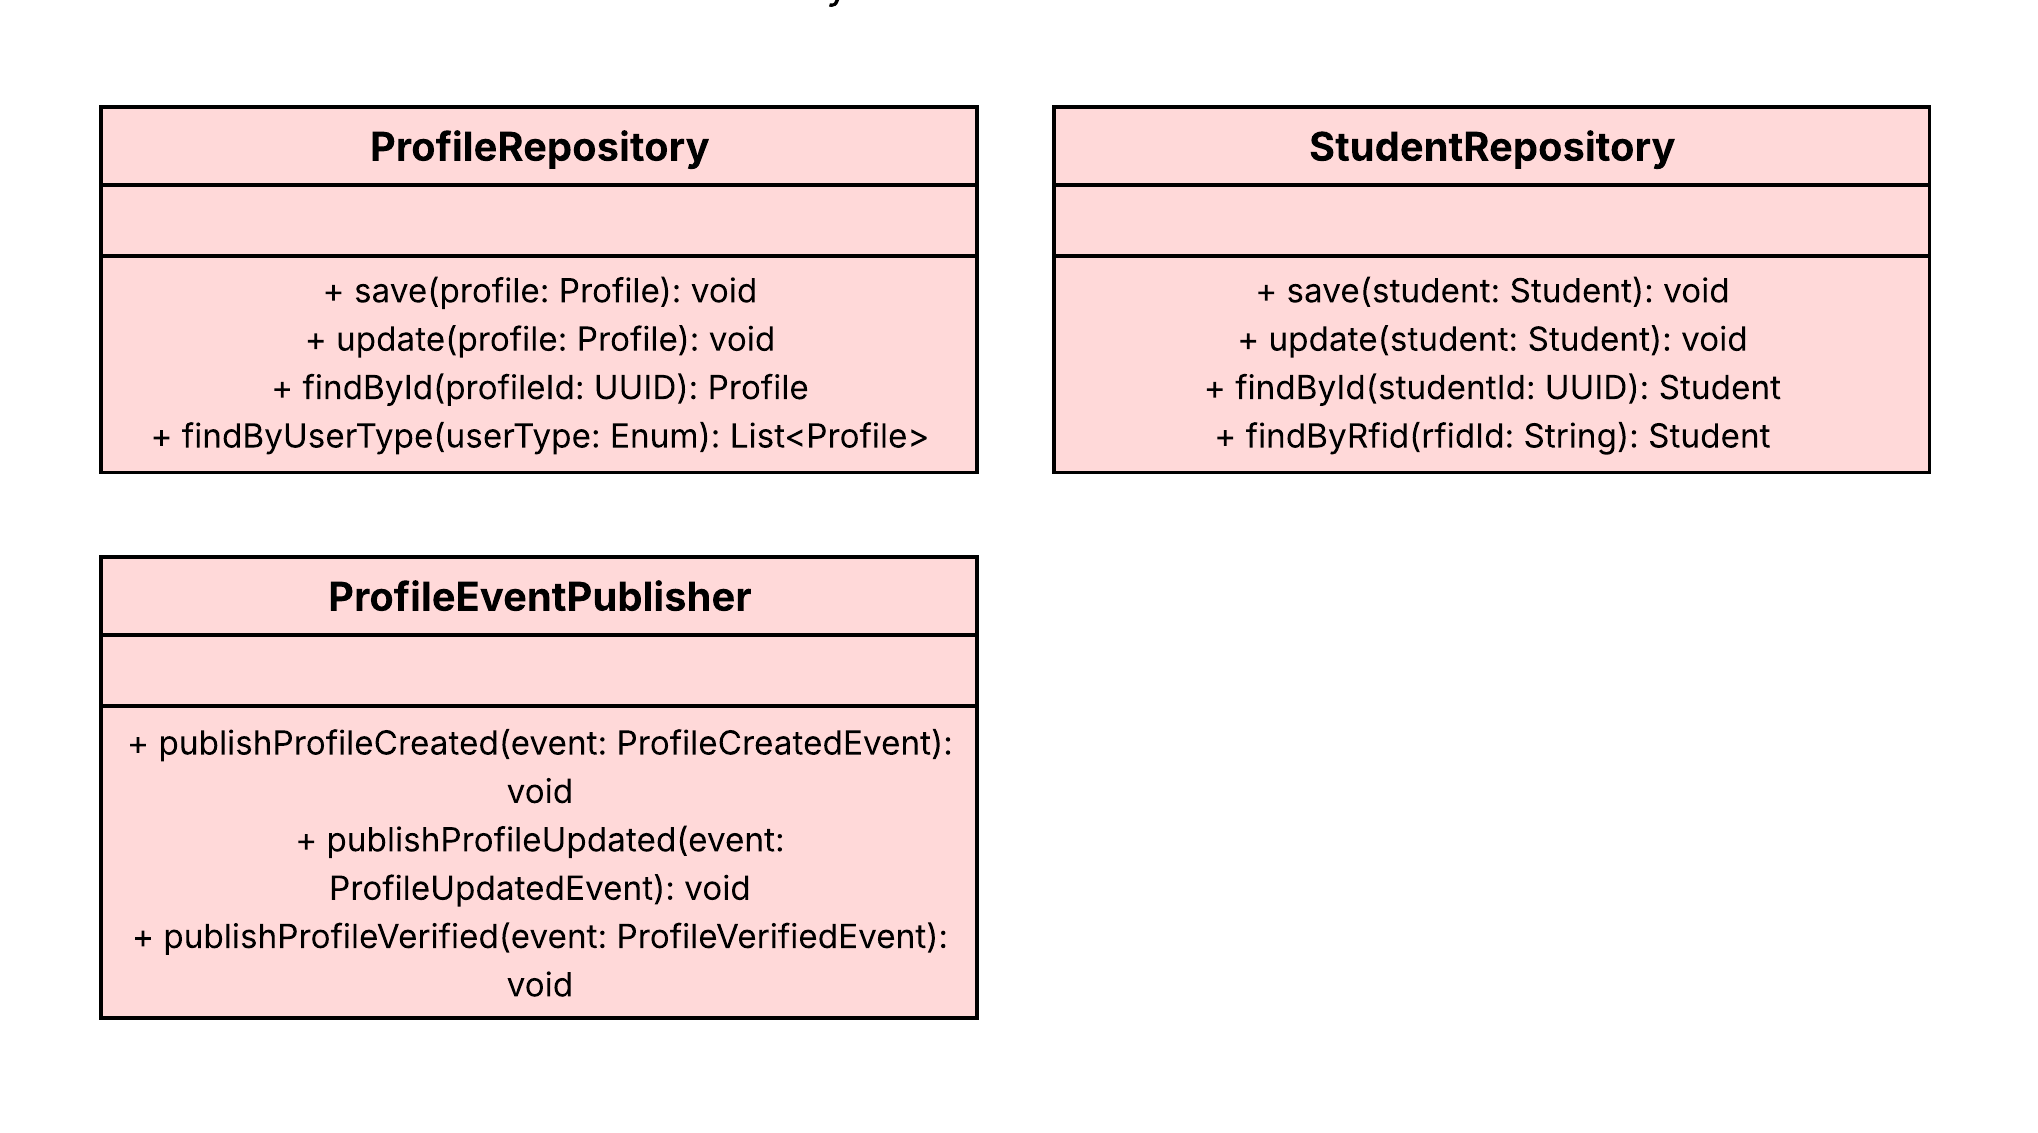 ProfileRepository
+ save(profile: Profile): void
+ update(profile: Profile): void
+ findById(profileId: UUID): Profile
+ findByUserType(userType: Enum): List<Profile>
StudentRepository
+ save(student: Student): void
+ update(student: Student): void
+ findById(studentId: UUID): Student
+ findByRfid(rfidId: String): Student
ProfileEventPublisher
+ publishProfileCreated(event: ProfileCreatedEvent):
void
+ publishProfileUpdated(event:
ProfileUpdatedEvent): void
+ publishProfileVerified(event: ProfileVerifiedEvent):
void